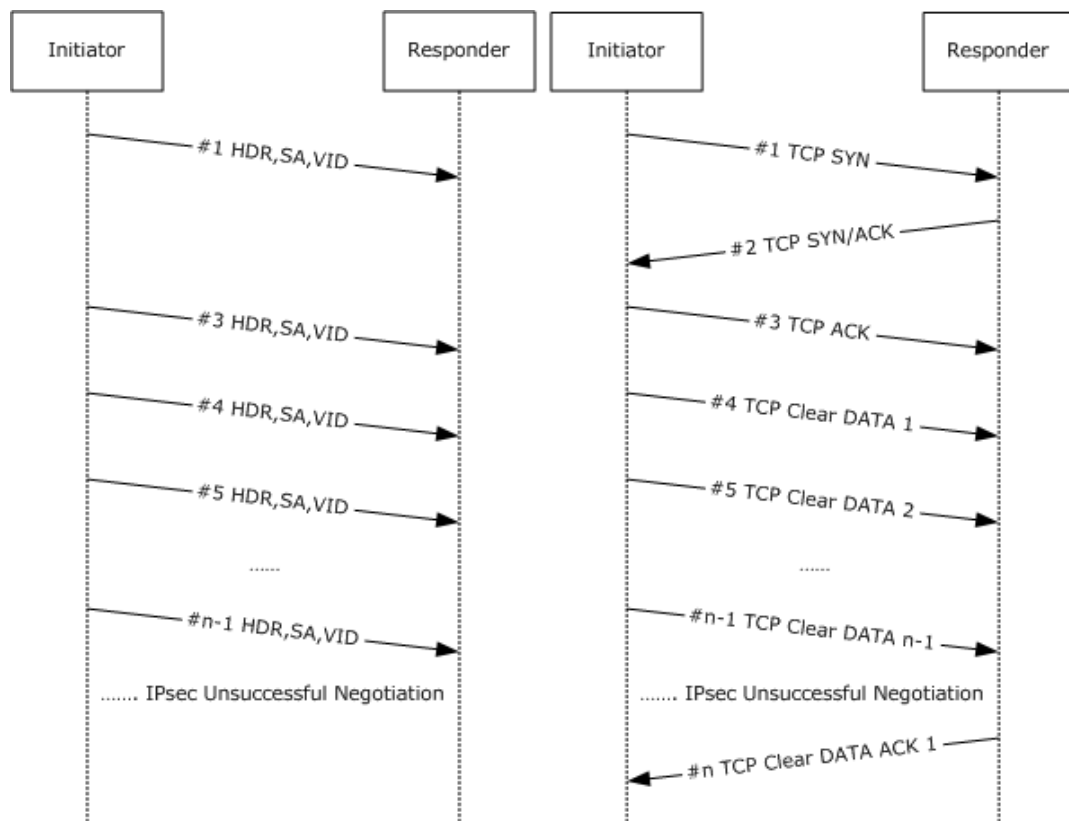 Initiator
Responder
#1 HDR,SA,VID
#3 HDR,SA,VID
#4 HDR,SA,VID
#5 HDR,SA,VID
......
#n-1 HDR,SA,VID
....... IPsec Unsuccessful Negotiation
Initiator
Responder
#1 TCP SYN
#2 TCP SYN/ACK
#3 TCP ACK
#4 TCP Clear DATA 1
#5 TCP Clear DATA 2
......
#n-1 TCP Clear DATA n-1
....... IPsec Unsuccessful Negotiation
#n TCP Clear DATA ACK 1